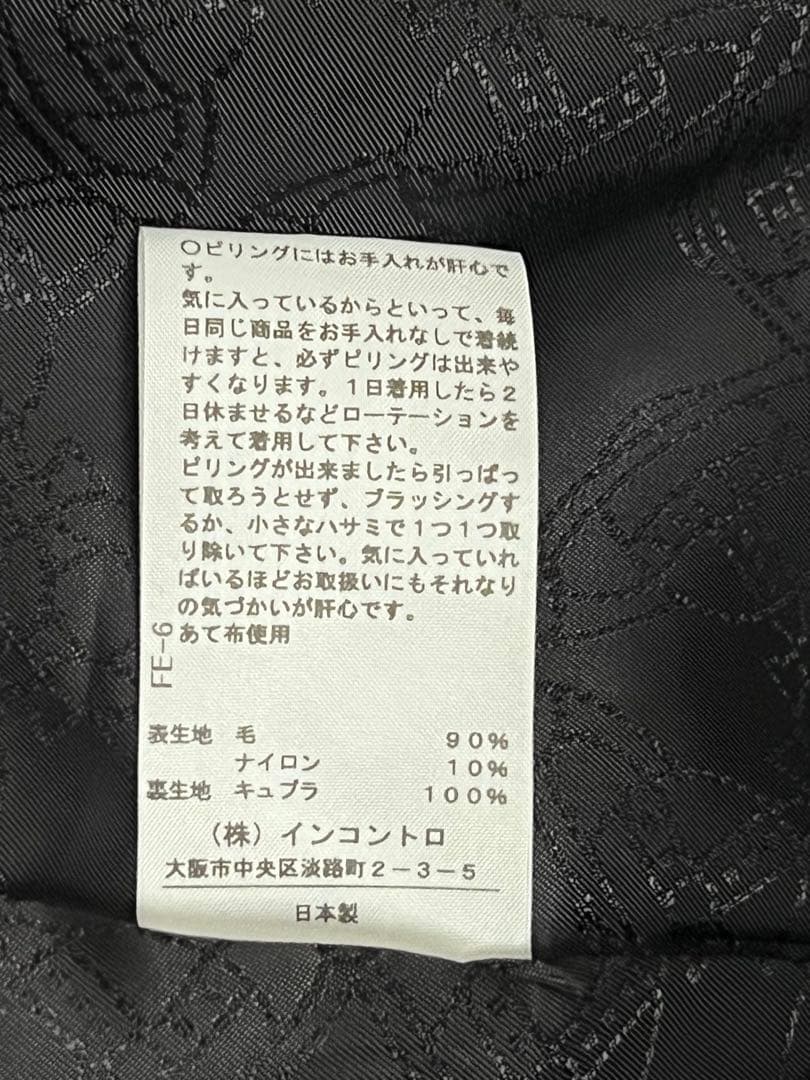 ○ピリングにはお手入れが肝心で
す。
気に入っているからといって、毎
日同じ商品をお手入れなしで着続
けますと、必ずピリングは出来や
すくなります。1日着用したら2
日休ませるなどローテーションを
考えて着用して下さい。
ピリングが出来ましたら引っぱっ
て取ろうとせず、ブラッシングす
るか、小さなハサミで1つ1つ取
り除いて下さい。気に入っていれ
ばいるほどお取扱いにもそれなり
の気づかいが肝心です。
あて布使用
FE-6
表生地 毛 90%
ナイロン 10%
裏生地 キュプラ 100%
(株)インコントロ
大阪市中央区淡路町2-3-5
日本製